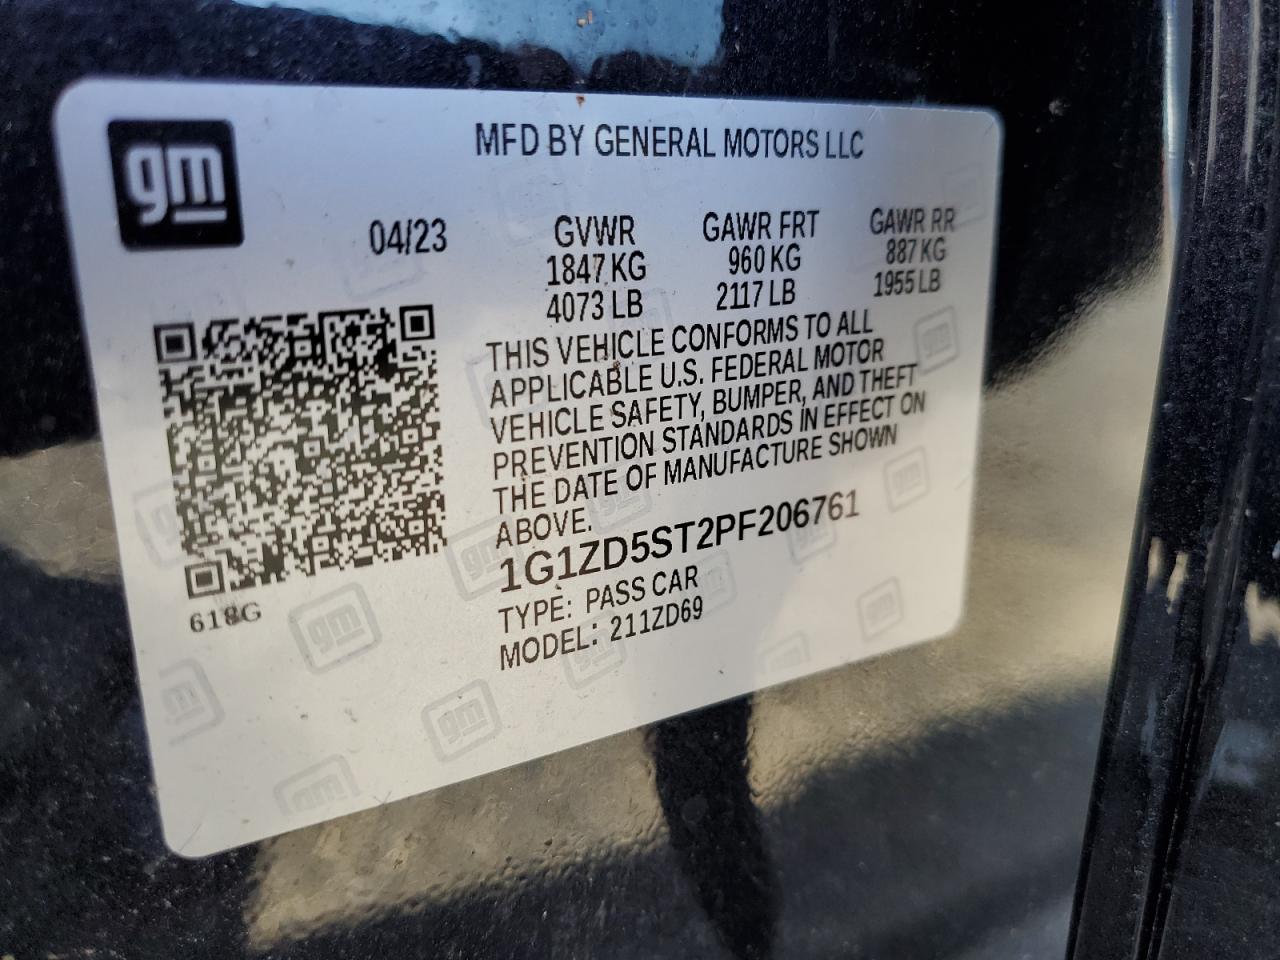 gm
MFD BY GENERAL MOTORS LLC
04/23
GVWR
1847 KG
4073 LB
GAWR FRT
960 KG
2117 LB
GAWR RR
887 KG
1955 LB
THIS VEHICLE CONFORMS TO ALL
APPLICABLE U.S. FEDERAL MOTOR
VEHICLE SAFETY, BUMPER, AND THEFT
PREVENTION STANDARDS IN EFFECT ON
THE DATE OF MANUFACTURE SHOWN
ABOVE.
1G1ZD5ST2PF206761
TYPE: PASS CAR
MODEL: 211ZD69
618G